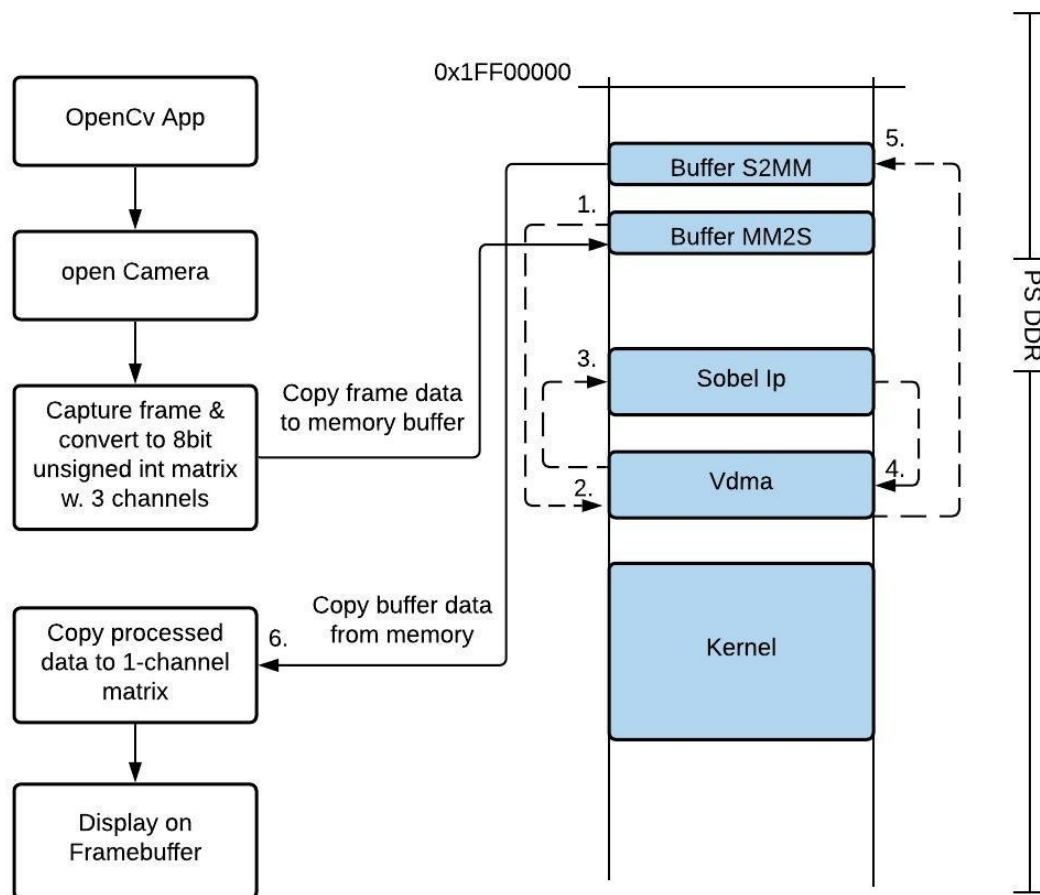 0x1FF00000
OpenCv App
open Camera
Capture frame &
convert to 8bit
unsigned int matrix
w. 3 channels
Copy frame data
to memory buffer
Copy processed
data to 1-channel
matrix
6.
Copy buffer data
from memory
Display on
Framebuffer
Buffer S2MM
5.
1.
Buffer MM2S
3.
Sobel Ip
2.
Vdma
4.
Kernel
PS DDR